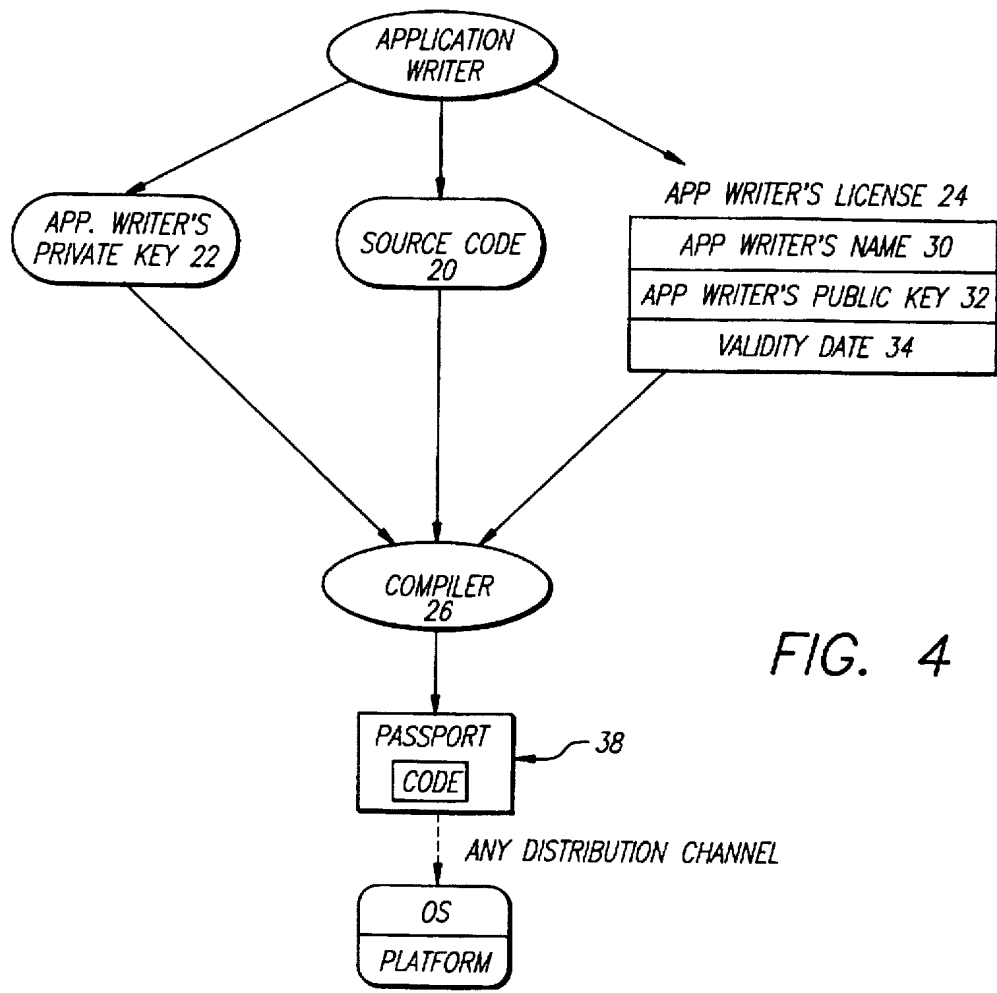 APPLICATION
WRITER
APP. WRITER'S
PRIVATE KEY 22
SOURCE CODE
20
APP WRITER'S LICENSE 24
APP WRITER'S NAME 30
APP WRITER'S PUBLIC KEY 32
VALIDITY DATE 34
COMPILER
26
FIG. 4
PASSPORT
38
CODE
ANY DISTRIBUTION CHANNEL
OS
PLATFORM